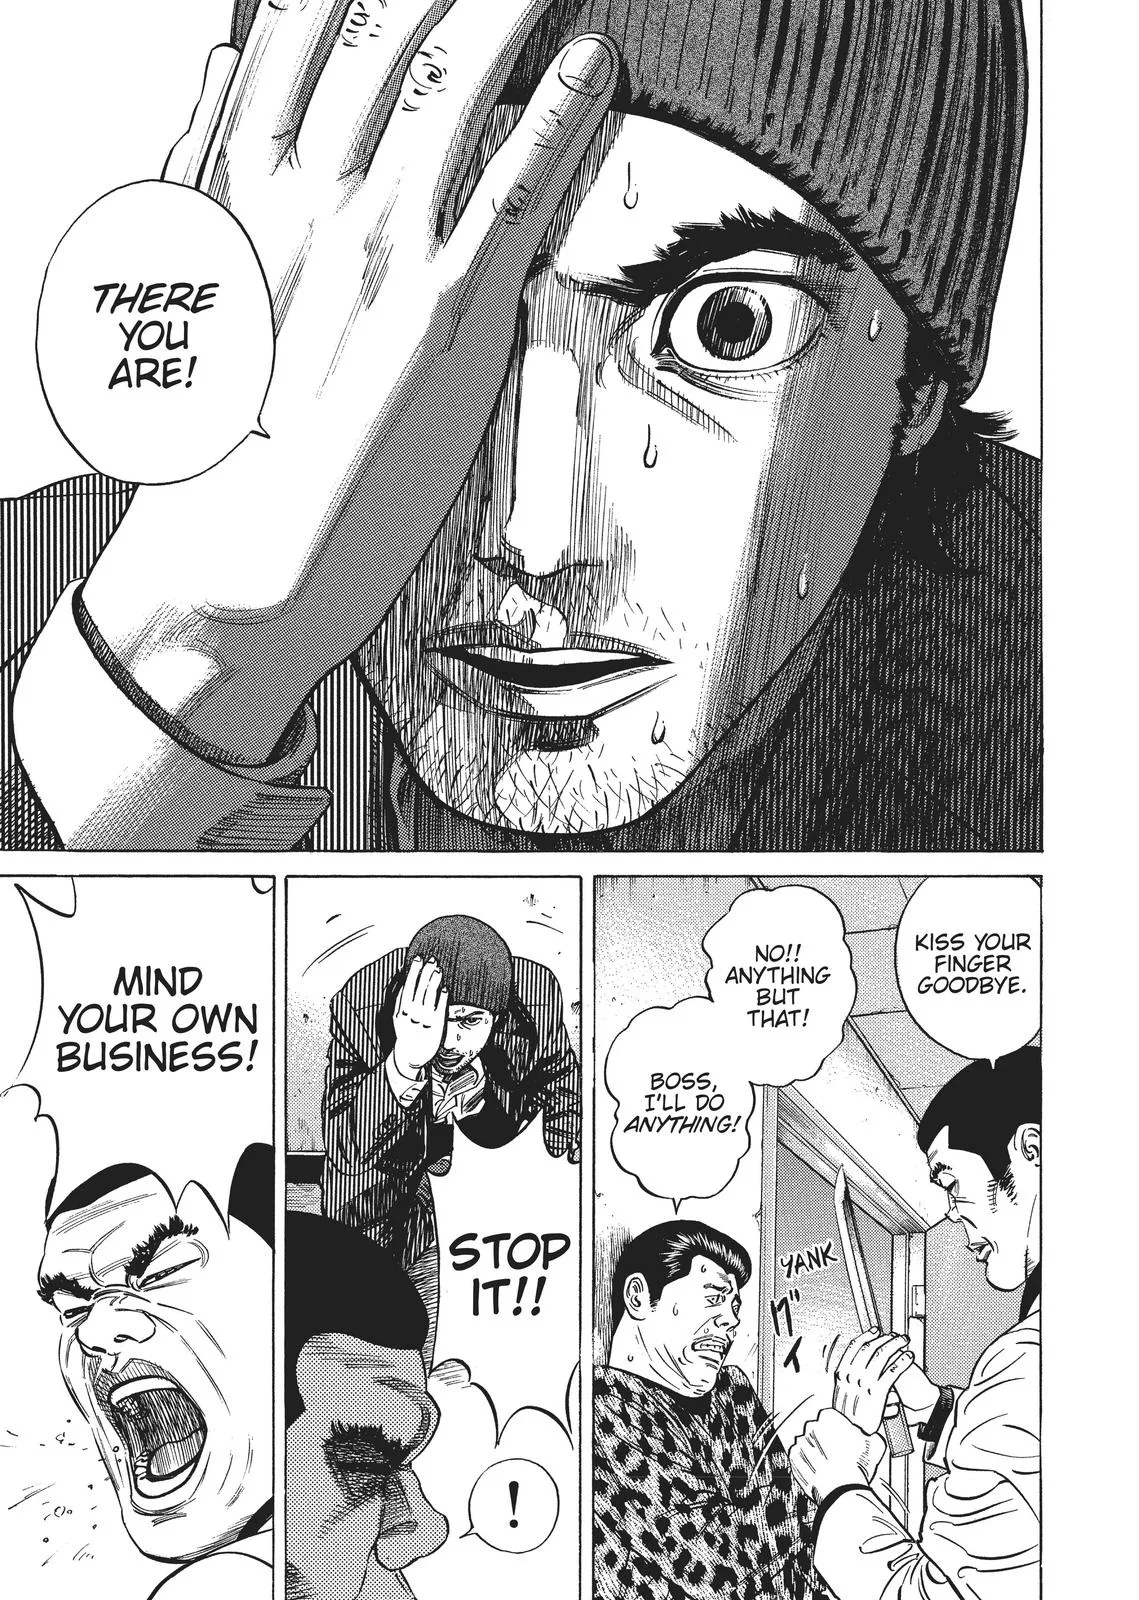 THERE
YOU
ARE!
KISS YOUR
FINGER
GOODBYE.
NO!!
ANYTHING
BUT
THAT!
BOSS,
I'LL DO
ANYTHING!
YANK
グ
イ
STOP
IT!!
!
MIND
YOUR OWN
BUSINESS!